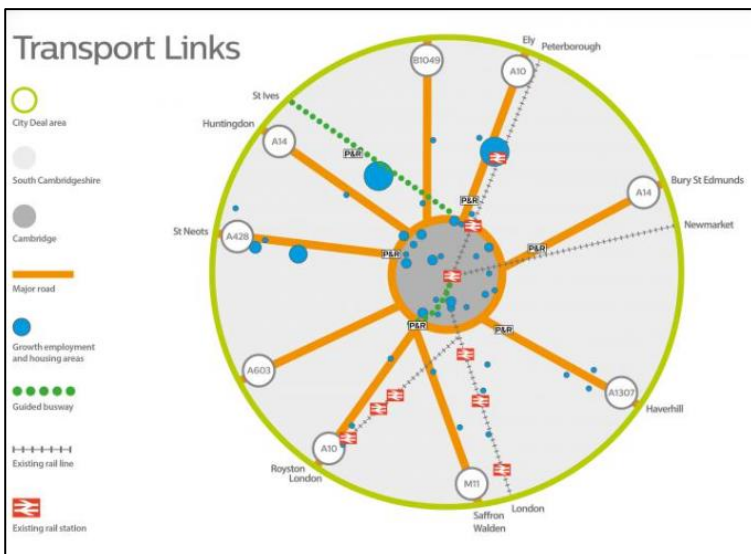 Transport Links
City Deal area
South Cambridgeshire
Cambridge
Major road
Growth employment
and housing areas
Guided busway
Existing rail line
Existing rail station
B1049
Ely
Peterborough
A10
St Ives
Huntingdon
A14
P&R
P&R
A14
Bury St Edmunds
Newmarket
St Neots
A428
P&R
P&R
P&R
P&R
A603
A1307
Haverhill
A10
Royston
London
M11
Saffron
Walden
London